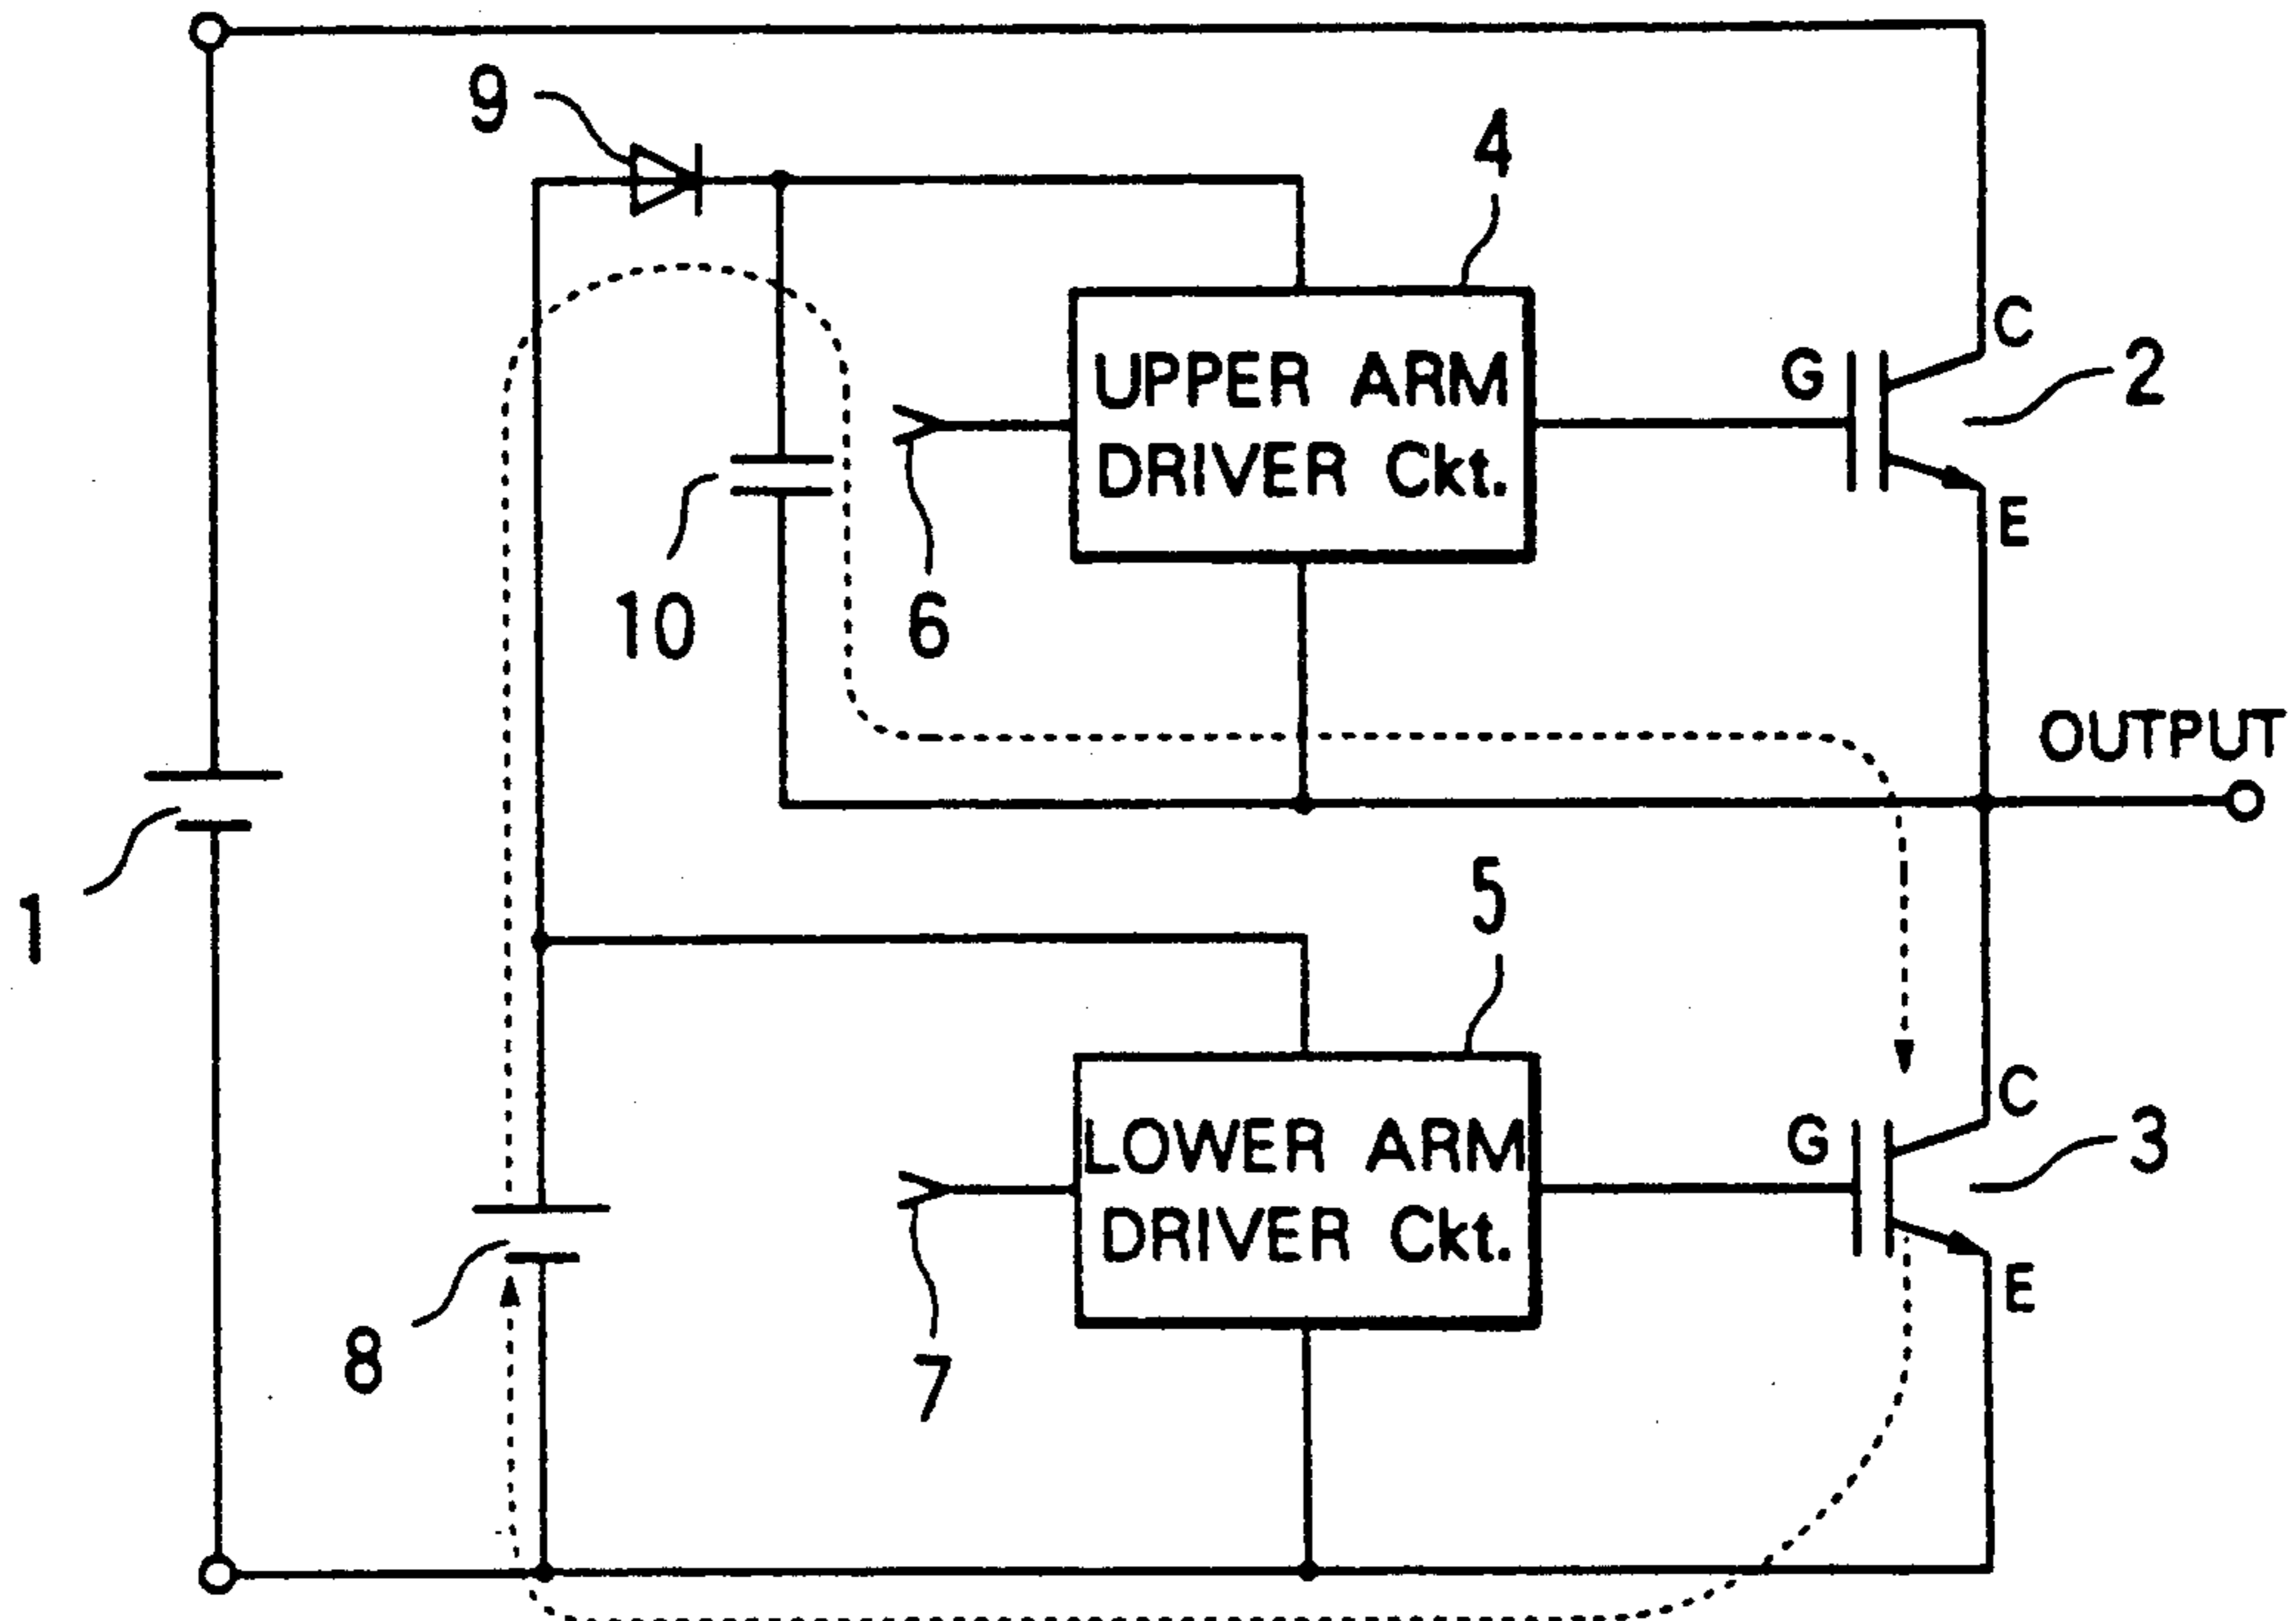 9
4
C
G
2
UPPER ARM
DRIVER Ckt.
E
10
6
OUTPUT
1
5
C
G
3
LOWER ARM
DRIVER Ckt.
E
8
7